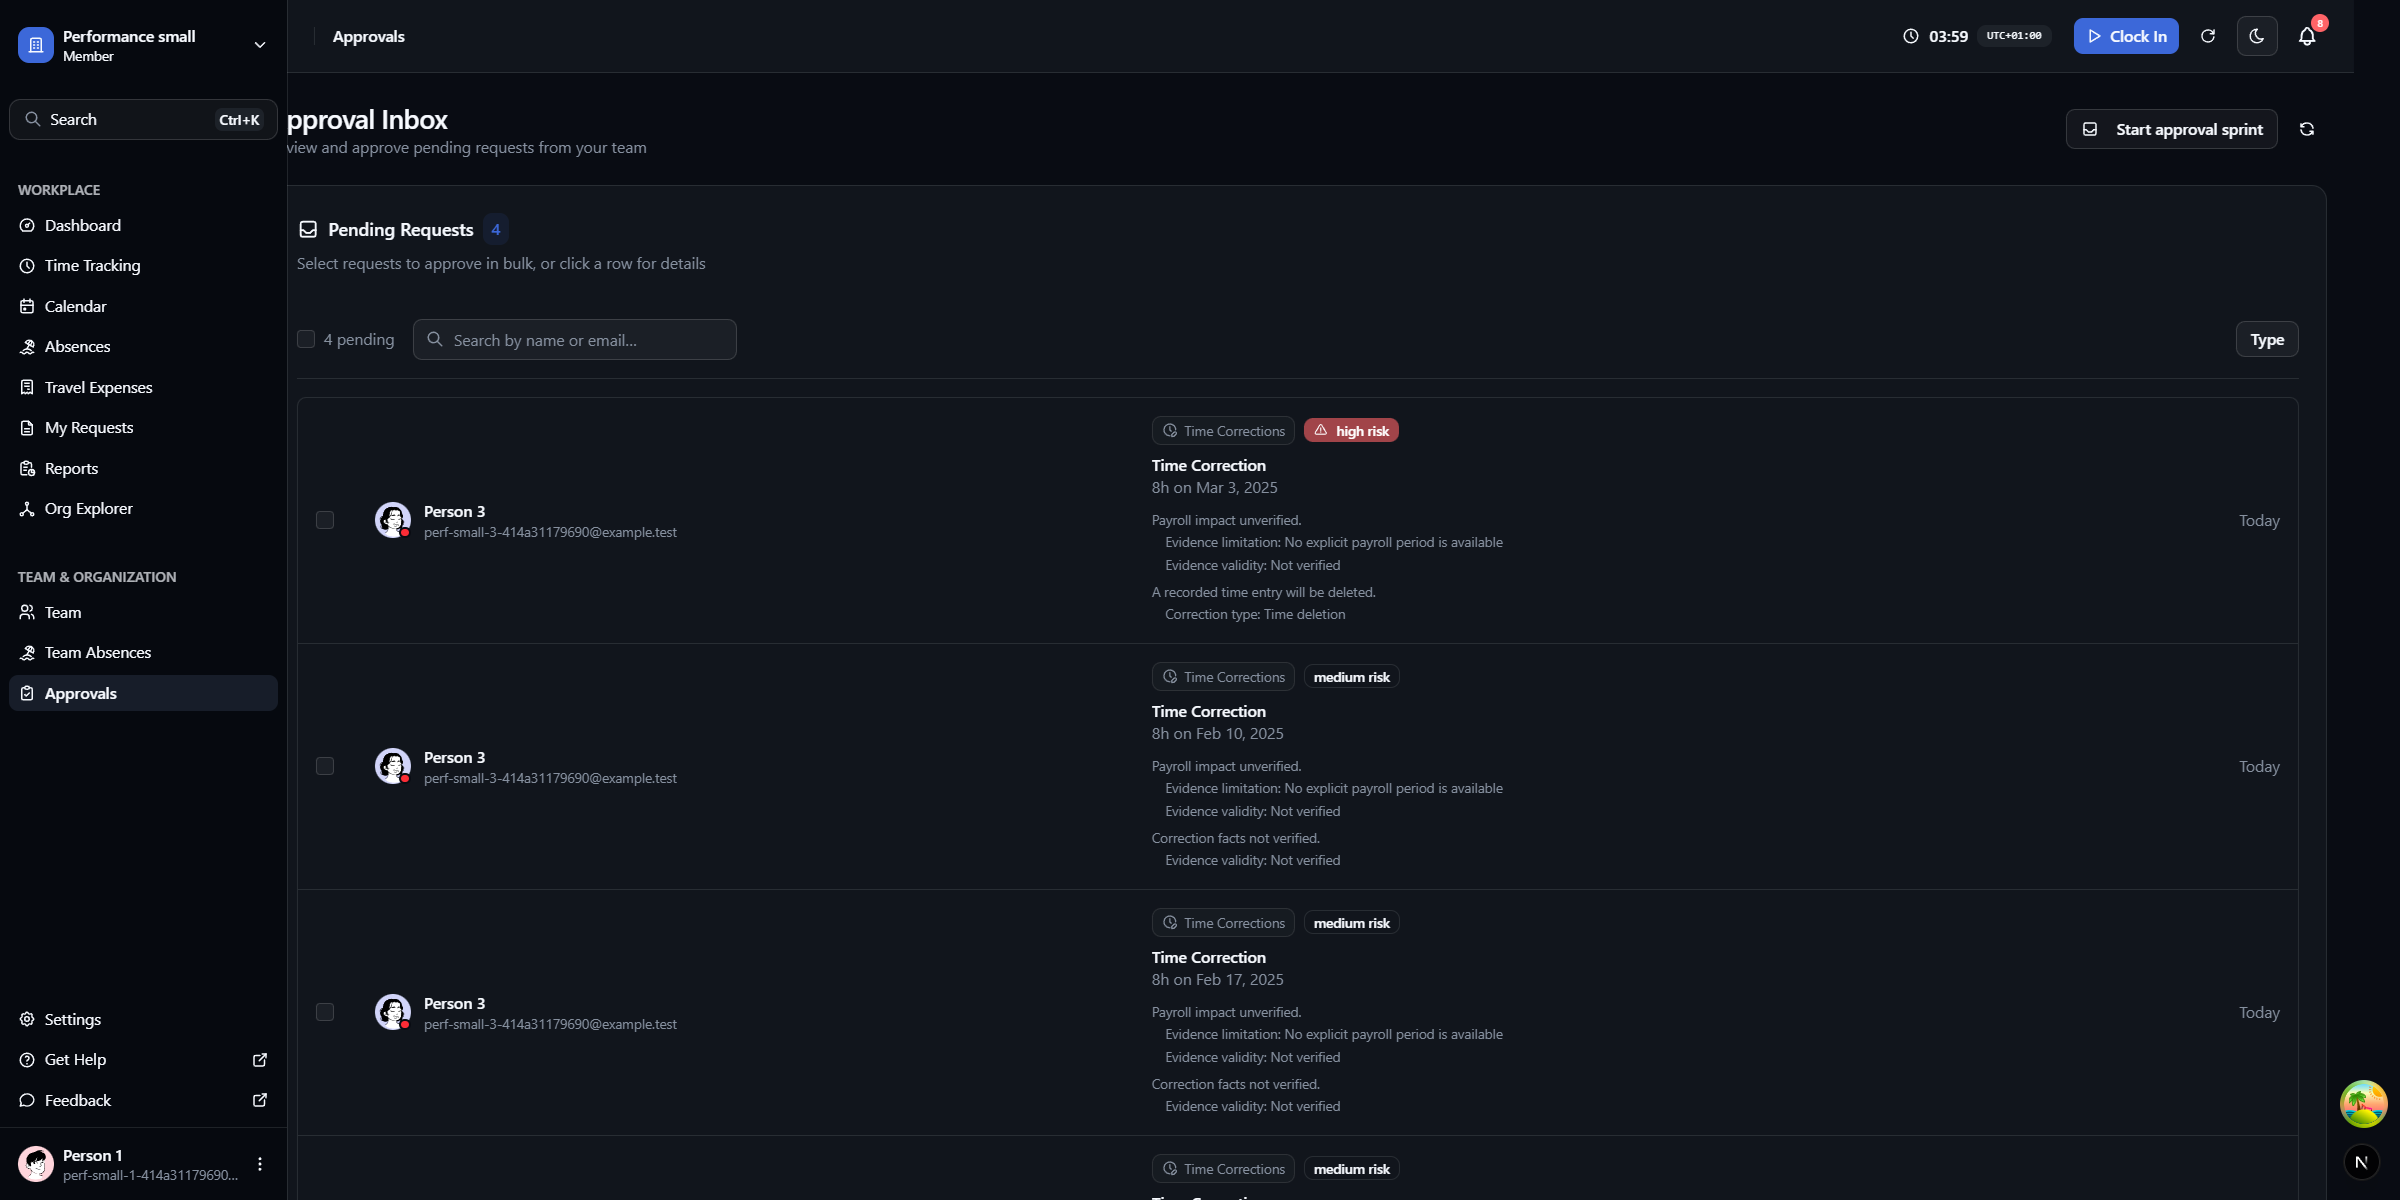 Performance small
Member
Search
Ctrl+K
WORKPLACE
Dashboard
Time Tracking
Calendar
Absences
Travel Expenses
My Requests
Reports
Org Explorer
TEAM & ORGANIZATION
Team
Team Absences
Approvals
Settings
Get Help
Feedback
Person 1
perf-small-1-414a31179690...
Approvals
03:59
UTC+01:00
Clock In
8
pproval Inbox
view and approve pending requests from your team
Start approval sprint
Pending Requests 4
Select requests to approve in bulk, or click a row for details
4 pending
Search by name or email...
Type
Person 3
perf-small-3-414a31179690@example.test
Time Corrections
high risk
Time Correction
8h on Mar 3, 2025
Payroll impact unverified.
Evidence limitation: No explicit payroll period is available
Evidence validity: Not verified
A recorded time entry will be deleted.
Correction type: Time deletion
Today
Person 3
perf-small-3-414a31179690@example.test
Time Corrections
medium risk
Time Correction
8h on Feb 10, 2025
Payroll impact unverified.
Evidence limitation: No explicit payroll period is available
Evidence validity: Not verified
Correction facts not verified.
Evidence validity: Not verified
Today
Person 3
perf-small-3-414a31179690@example.test
Time Corrections
medium risk
Time Correction
8h on Feb 17, 2025
Payroll impact unverified.
Evidence limitation: No explicit payroll period is available
Evidence validity: Not verified
Correction facts not verified.
Evidence validity: Not verified
Today
Time Corrections
medium risk
N